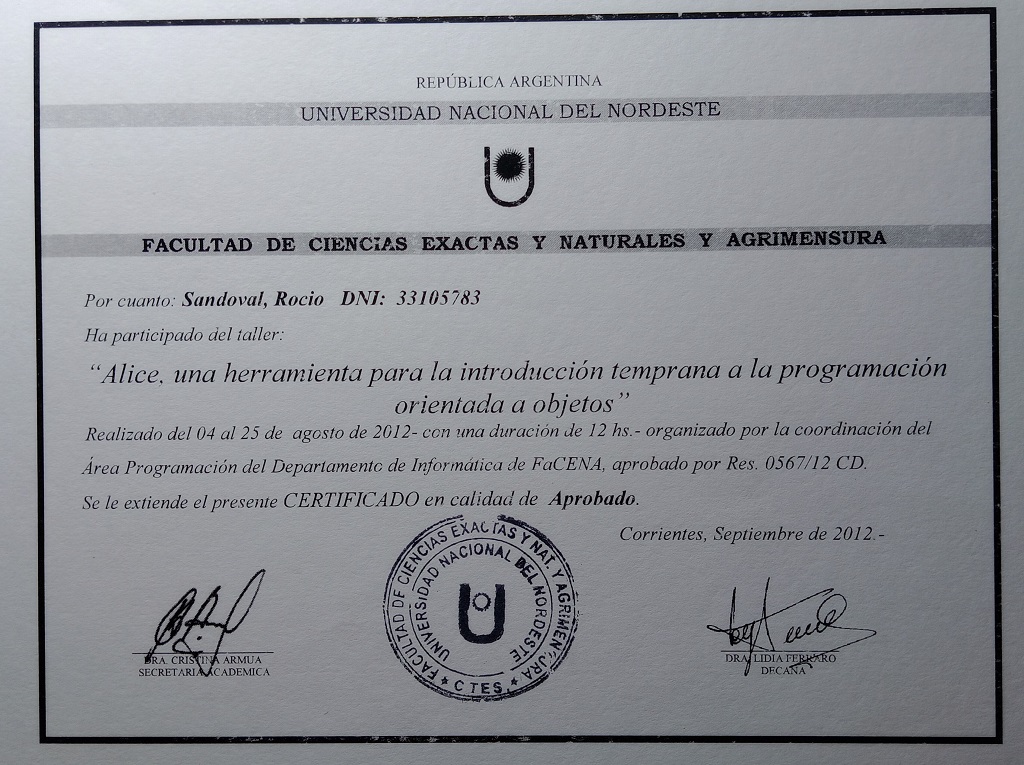 REPÚBLICA ARGENTINA
UNIVERSIDAD NACIONAL DEL NORDESTE
FACULTAD DE CIENCIAS EXACTAS Y NATURALES Y AGRIMENSURA
Por cuanto: Sandoval, Rocio DNI: 33105783
Ha participado del taller:
“Alice, una herramienta para la introducción temprana a la programación
orientada a objetos”
Realizado del 04 al 25 de agosto de 2012- con una duración de 12 hs.- organizado por la coordinación del
Área Programación del Departamento de Informática de FaCENA, aprobado por Res. 0567/12 CD.
Se le extiende el presente CERTIFICADO en calidad de Aprobado.
Corrientes, Septiembre de 2012.-
FACULTAD DE CIENCIAS EXACTAS Y NAT. Y AGRIMENSURA
UNIVERSIDAD NACIONAL DEL NORDESTE
★ CTES. ★
DRA. CRISTINA ARMUA
SECRETARIA ACADEMICA
DRA. LIDIA FERRARO
DECANA